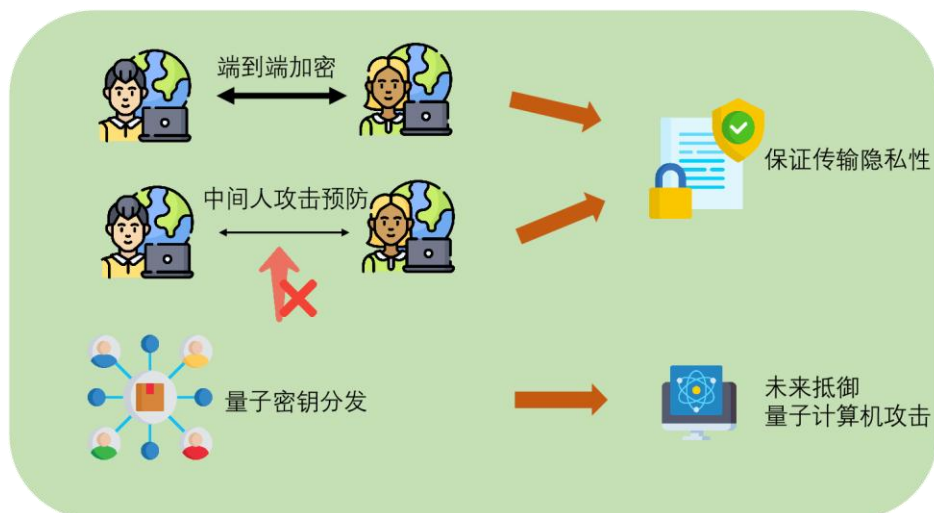 端到端加密
保证传输隐私性
中间人攻击预防
量子密钥分发
未来抵御
量子计算机攻击